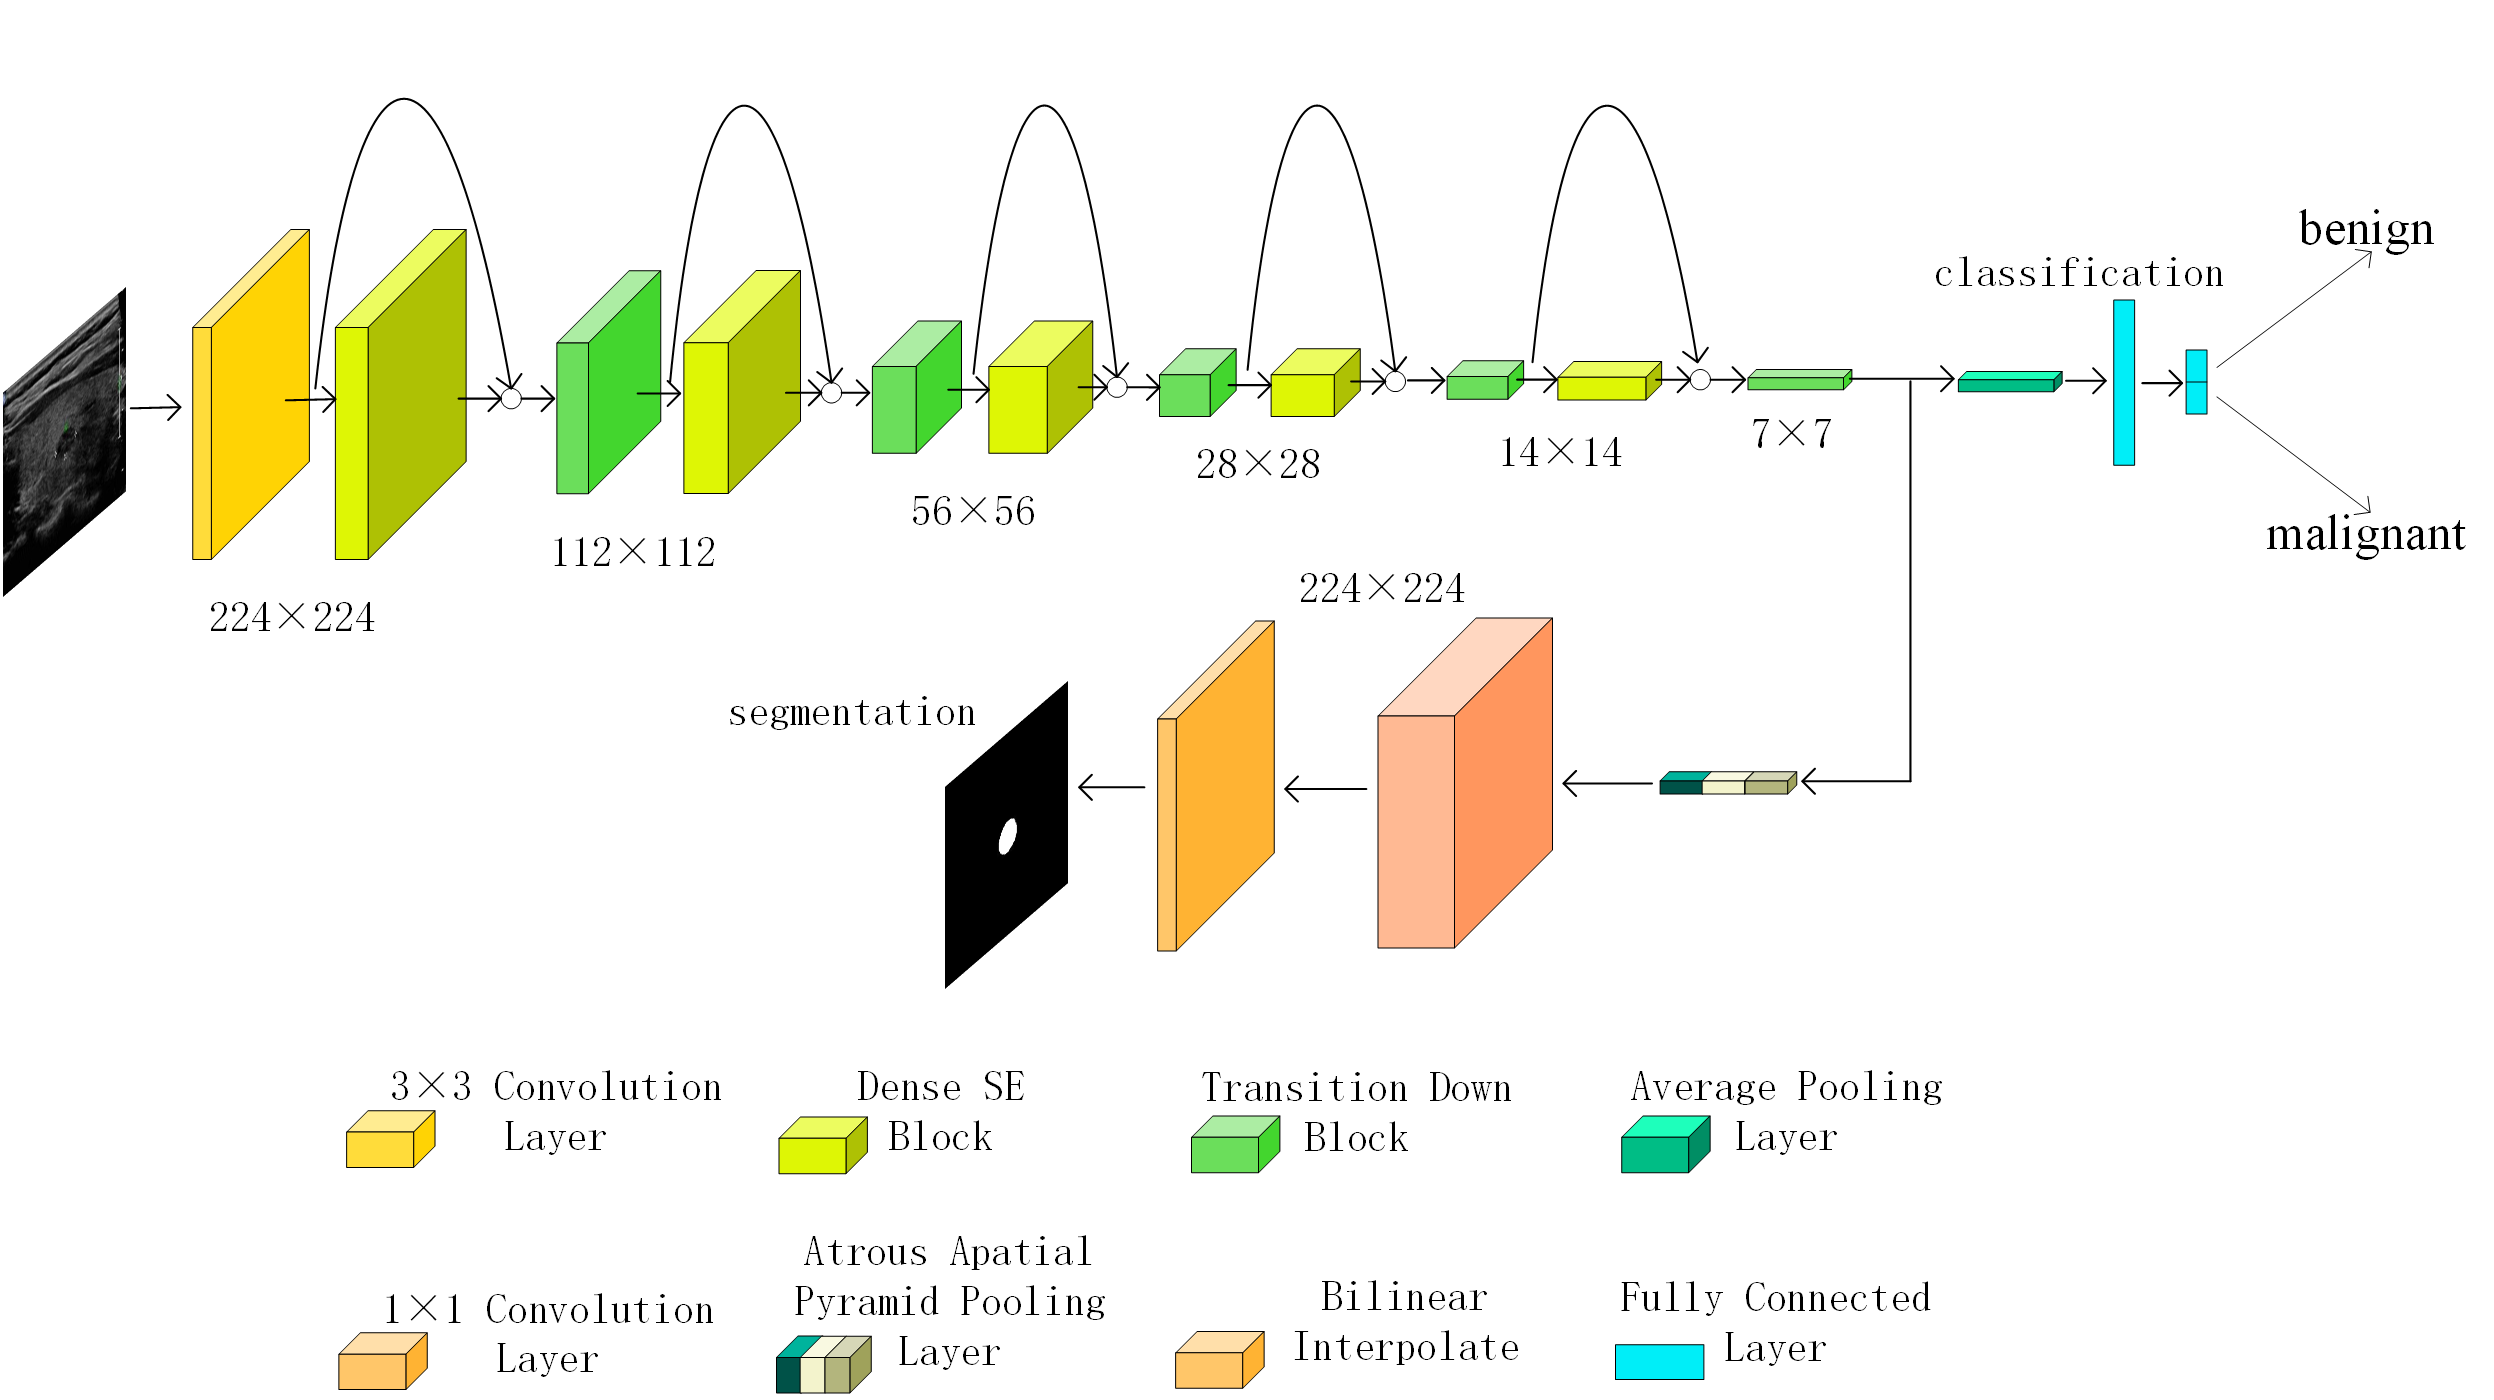 benign
classification
7×7
14×14
28×28
56×56
112×112
malignant
224×224
224×224
segmentation
3×3 Convolution
Layer
Dense SE
Block
Transition Down
Block
Average Pooling
Layer
1×1 Convolution
Layer
Atrous Apatial
Pyramid Pooling
Layer
Bilinear
Interpolate
Fully Connected
Layer